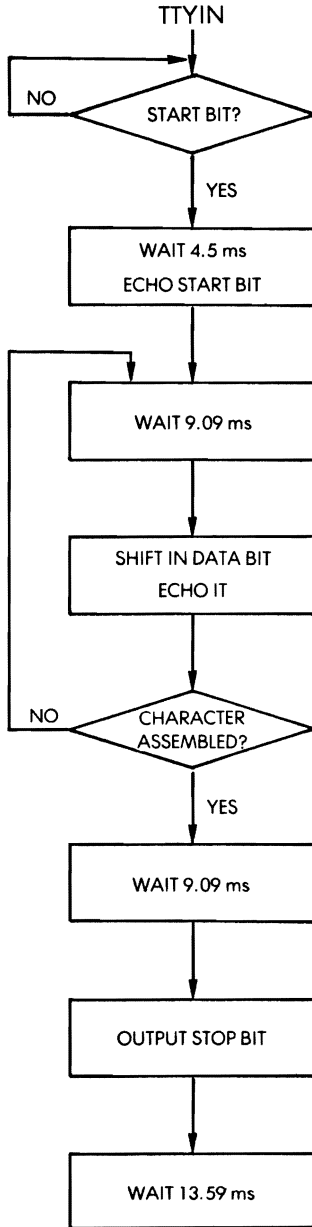 TTYIN
NO
START BIT?
YES
WAIT 4.5 ms
ECHO START BIT
WAIT 9.09 ms
SHIFT IN DATA BIT
ECHO IT
NO
CHARACTER
ASSEMBLED?
YES
WAIT 9.09 ms
OUTPUT STOP BIT
WAIT 13.59 ms